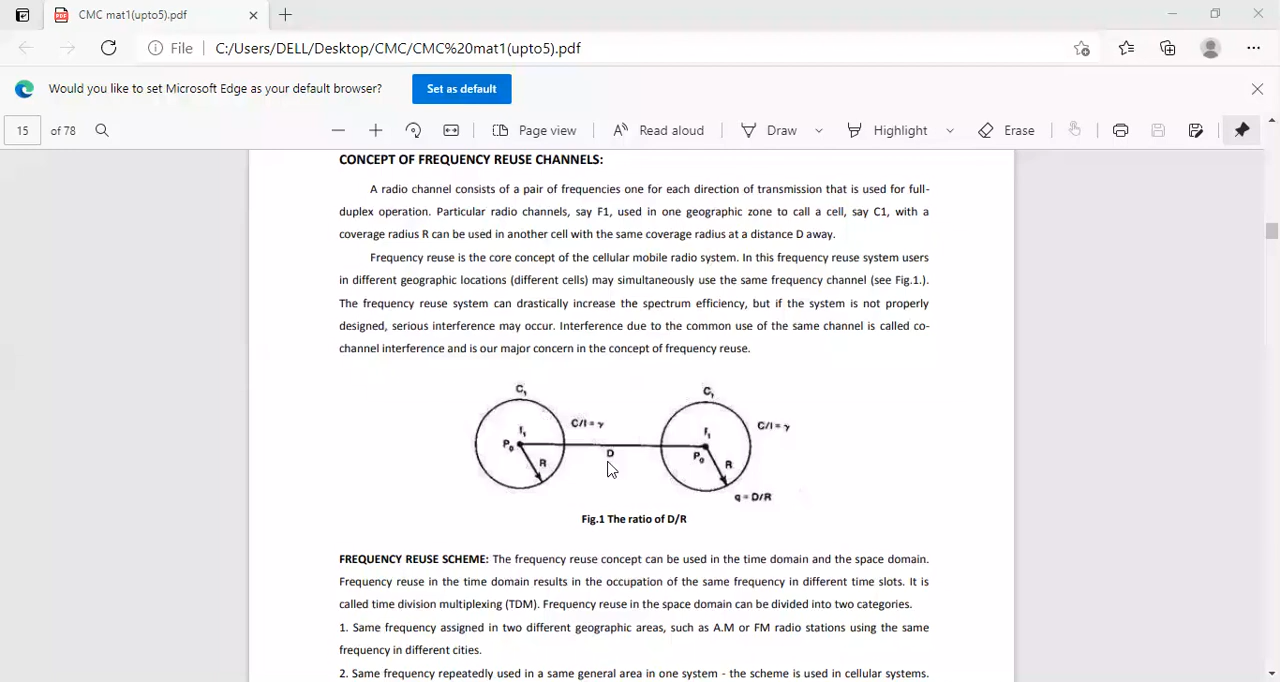 CMC mat1(upto5).pdf
File C:/Users/DELL/Desktop/CMC/CMC%20mat1(upto5).pdf
Would you like to set Microsoft Edge as your default browser? Set as default
15 of 78 Page view Read aloud Draw Highlight Erase
CONCEPT OF FREQUENCY REUSE CHANNELS:
A radio channel consists of a pair of frequencies one for each direction of transmission that is used for full-
duplex operation. Particular radio channels, say F1, used in one geographic zone to call a cell, say C1, with a
coverage radius R can be used in another cell with the same coverage radius at a distance D away.
Frequency reuse is the core concept of the cellular mobile radio system. In this frequency reuse system users
in different geographic locations (different cells) may simultaneously use the same frequency channel (see Fig.1.).
The frequency reuse system can drastically increase the spectrum efficiency, but if the system is not properly
designed, serious interference may occur. Interference due to the common use of the same channel is called co-
channel interference and is our major concern in the concept of frequency reuse.
C₁ C₁
C/I = γ C/I = γ
f₁ f₁
P₀ D P₀
R R
q = D/R
Fig.1 The ratio of D/R
FREQUENCY REUSE SCHEME: The frequency reuse concept can be used in the time domain and the space domain.
Frequency reuse in the time domain results in the occupation of the same frequency in different time slots. It is
called time division multiplexing (TDM). Frequency reuse in the space domain can be divided into two categories.
1. Same frequency assigned in two different geographic areas, such as A.M or FM radio stations using the same
frequency in different cities.
2. Same frequency repeatedly used in a same general area in one system - the scheme is used in cellular systems.